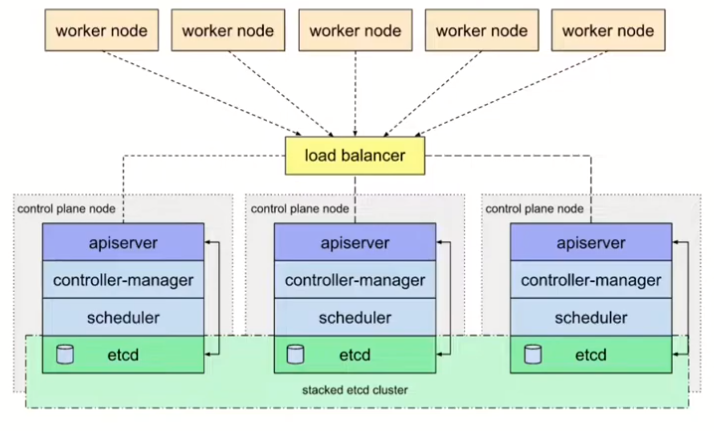 worker node
worker node
worker node
worker node
worker node
load balancer
control plane node
control plane node
control plane node
apiserver
apiserver
apiserver
controller-manager
controller-manager
controller-manager
scheduler
scheduler
scheduler
etcd
etcd
etcd
stacked etcd cluster